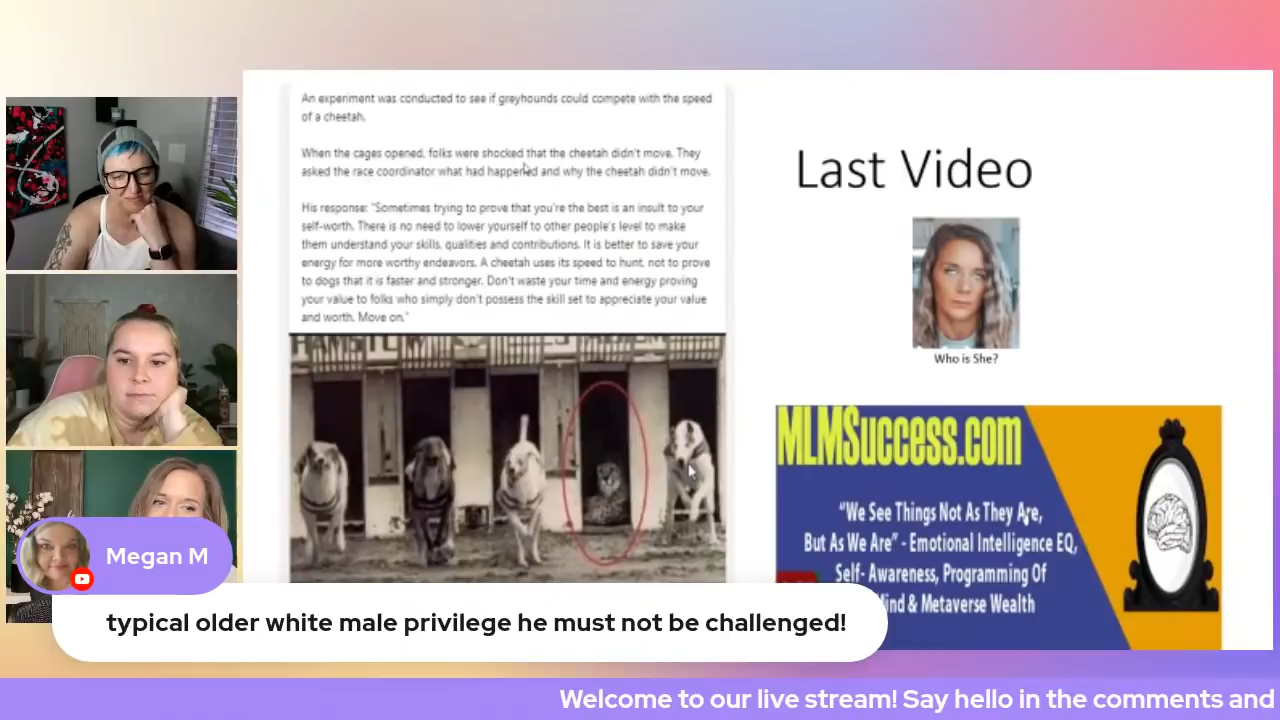 An experiment was conducted to see if greyhounds could compete with the speed
of a cheetah.
When the cages opened, folks were shocked that the cheetah didn't move. They
asked the race coordinator what had happened and why the cheetah didn't move.
His response: "Sometimes trying to prove that you're the best is an insult to your
self-worth. There is no need to lower yourself to other people's level to make
them understand your skills, qualities and contributions. It is better to save your
energy for more worthy endeavors. A cheetah uses its speed to hunt, not to prove
to dogs that it is faster and stronger. Don't waste your time and energy proving
your value to folks who simply don't possess the skill set to appreciate your value
and worth. Move on."
Last Video
Who is She?
MLMSuccess.com
"We See Things Not As They Are,
But As We Are" - Emotional Intelligence EQ,
Self- Awareness, Programming Of
Mind & Metaverse Wealth
Megan M
typical older white male privilege he must not be challenged!
Welcome to our live stream! Say hello in the comments and